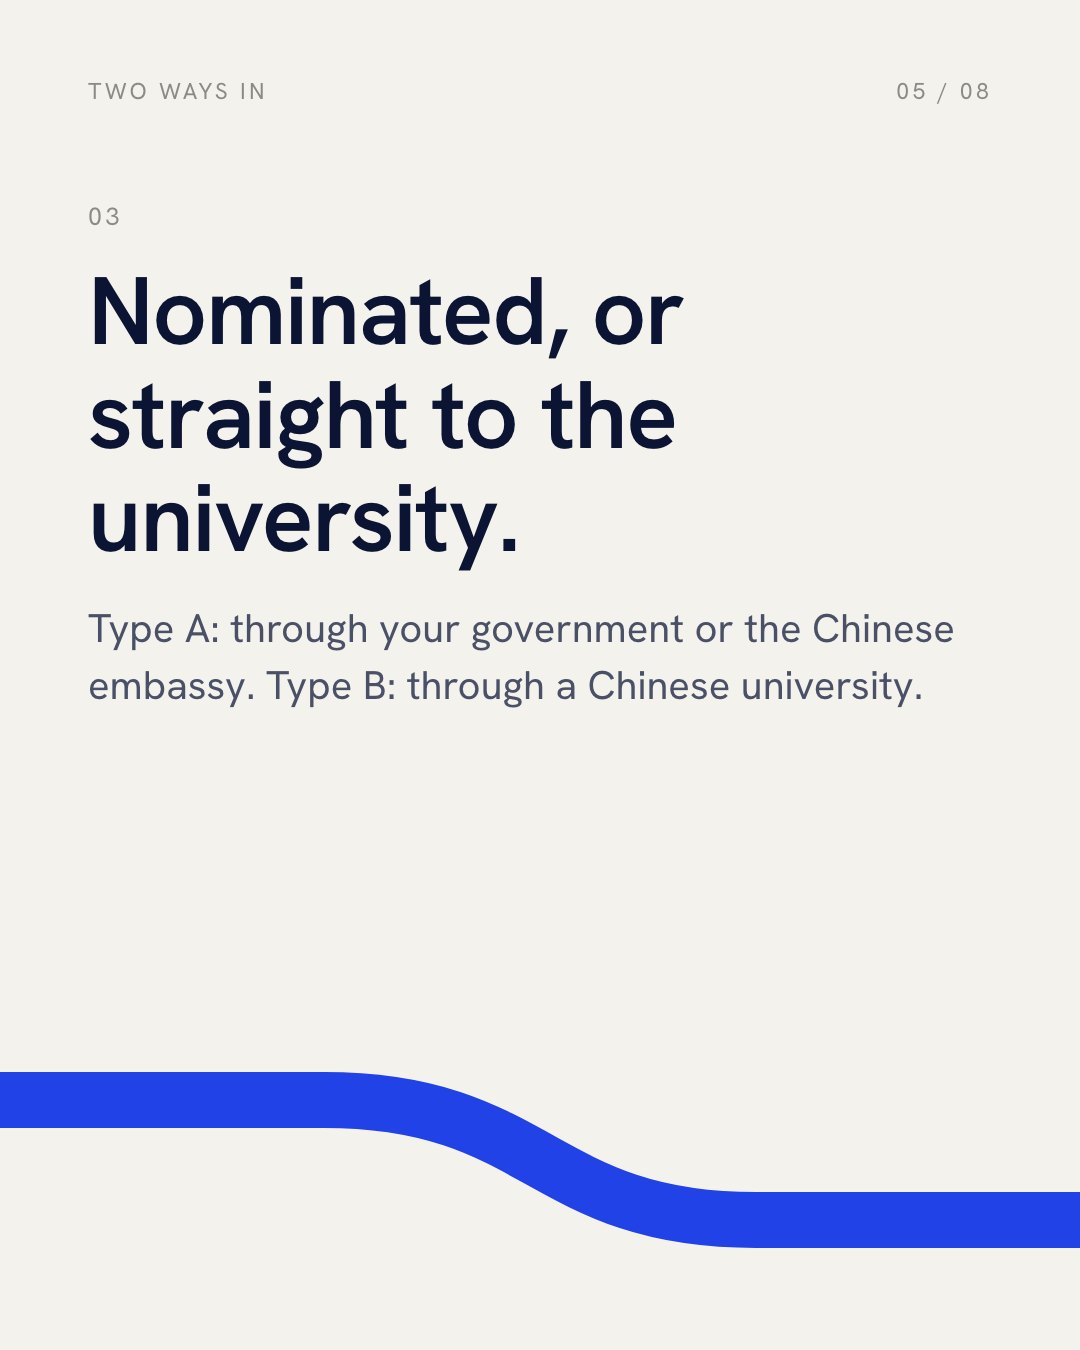 TWO WAYS IN
05 / 08
03
Nominated, or
straight to the
university.
Type A: through your government or the Chinese
embassy. Type B: through a Chinese university.